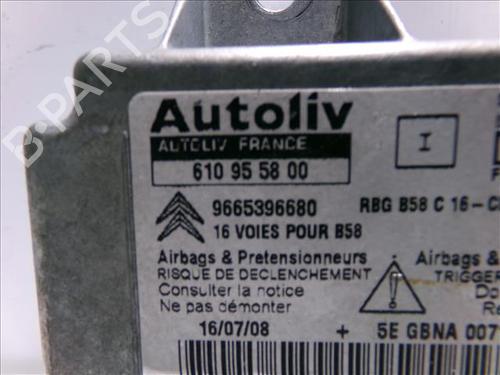 B-PARTS
Autoliv
AUTOLIV FRANCE
610 95 58 00
I
9665396680
RBG B58 C 16-
16 VOIES POUR B58
Airbags & Pretensionneurs
Airbags &
RISQUE DE DECLENCHEMENT
TRIGGER
Consulter la notice
Do
Ne pas démonter
16/07/08 + 5E GBNA 007